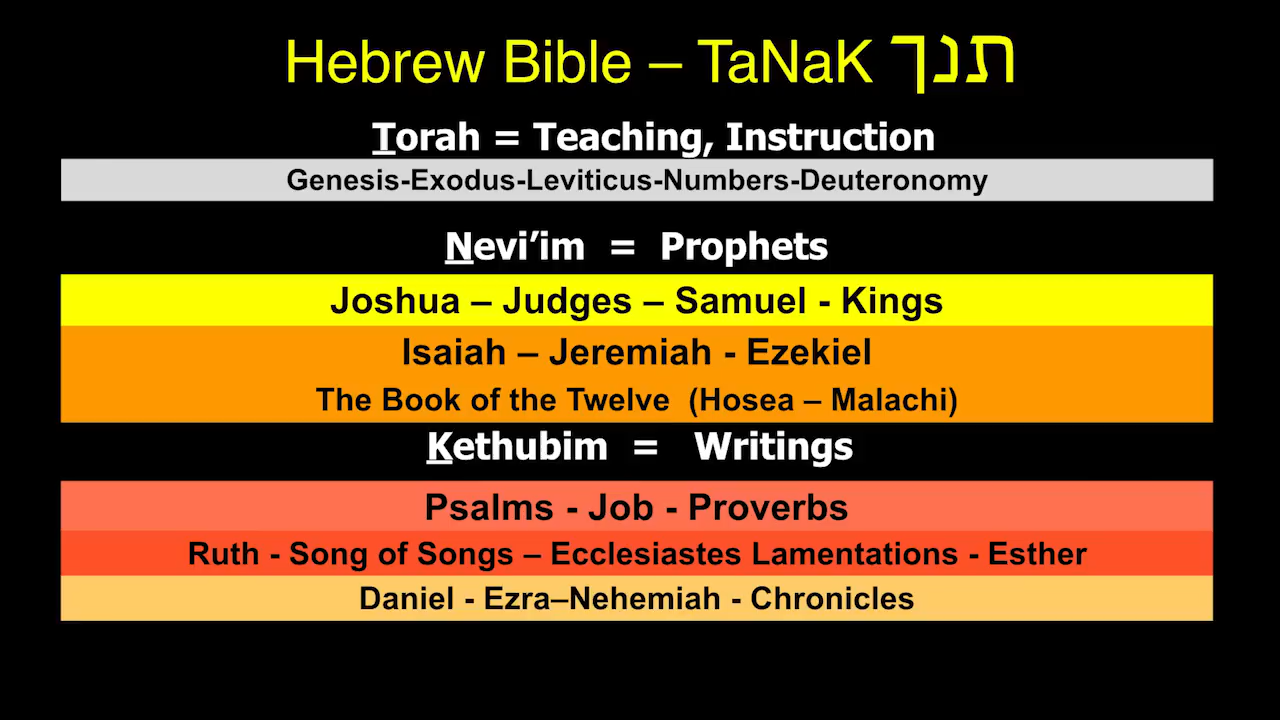 Hebrew Bible – TaNaK תנך
Torah = Teaching, Instruction
Genesis-Exodus-Leviticus-Numbers-Deuteronomy
Nevi’im = Prophets
Joshua – Judges – Samuel - Kings
Isaiah – Jeremiah - Ezekiel
The Book of the Twelve (Hosea – Malachi)
Kethubim = Writings
Psalms - Job - Proverbs
Ruth - Song of Songs – Ecclesiastes Lamentations - Esther
Daniel - Ezra–Nehemiah - Chronicles